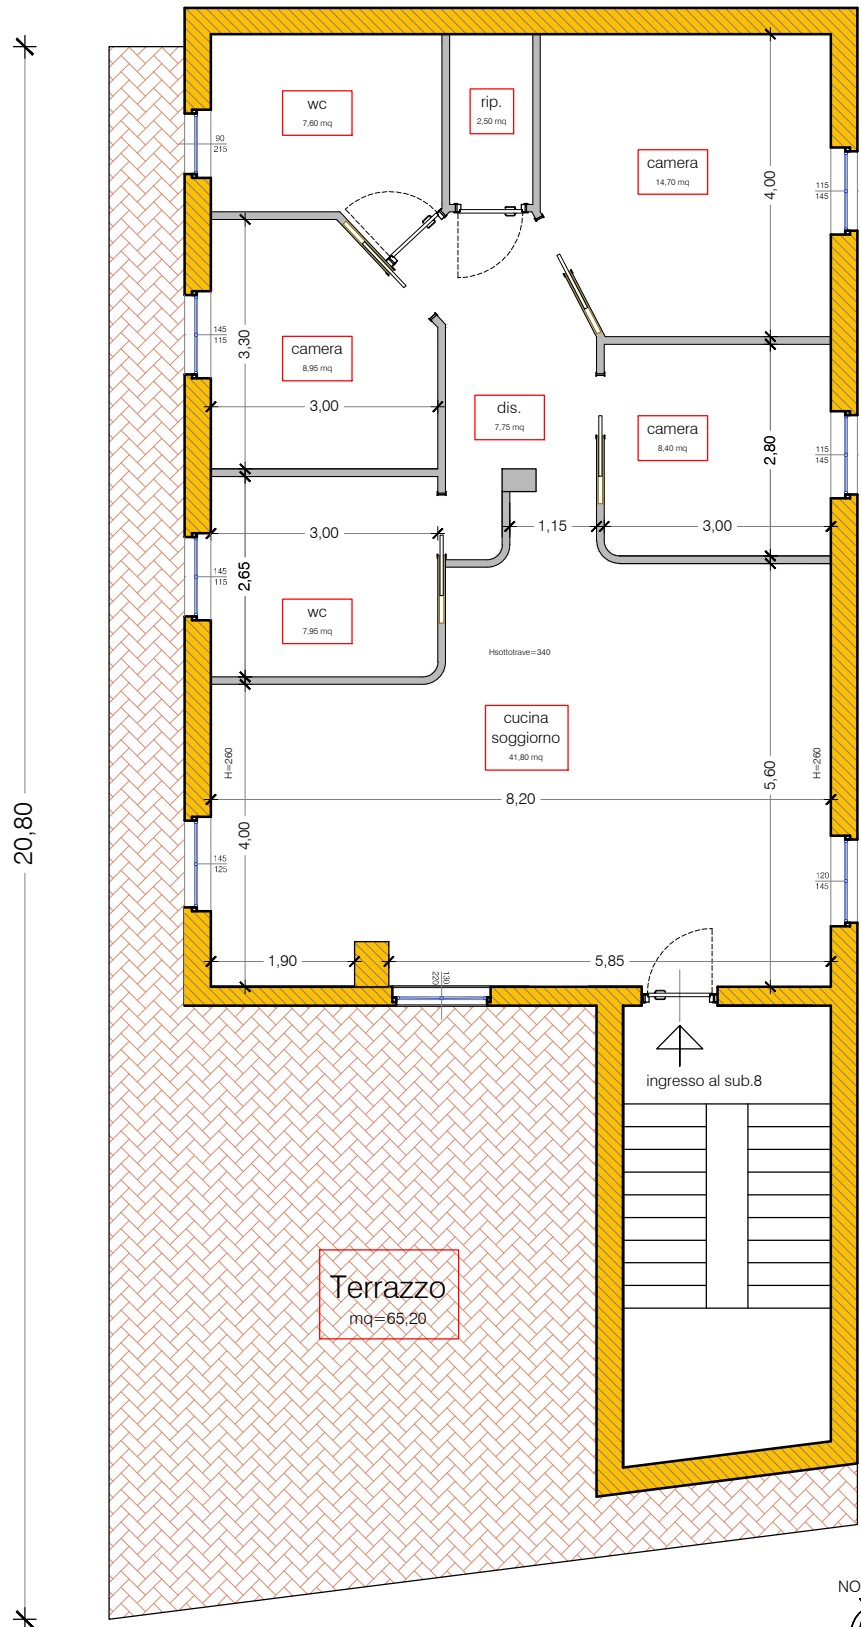 wc
7,60 mq
rip.
2,50 mq
camera
14,70 mq
4,00
90
215
115
145
145
115
3,30
camera
8,95 mq
3,00
dis.
7,75 mq
camera
8,40 mq
2,80
115
145
3,00
1,15
3,00
145
115
2,65
wc
7,95 mq
Hsottotrave=340
cucina
soggiorno
41,80 mq
H=260
H=260
5,60
8,20
20,80
4,00
145
125
120
145
1,90
5,85
130
220
ingresso al sub.8
Terrazzo
mq=65,20
NO